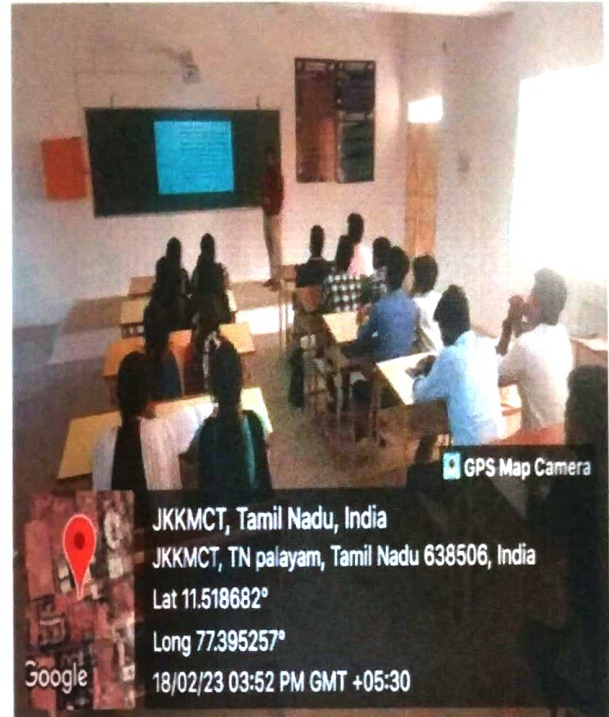 GPS Map Camera
JKKMCT, Tamil Nadu, India
JKKMCT, TN palayam, Tamil Nadu 638506, India
Lat 11.518682°
Long 77.395257°
18/02/23 03:52 PM GMT +05:30
Google